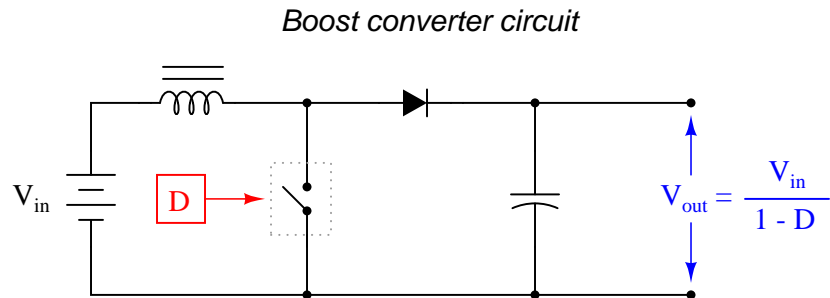 Boost converter circuit
V_in
D
V_out = V_in / (1 - D)